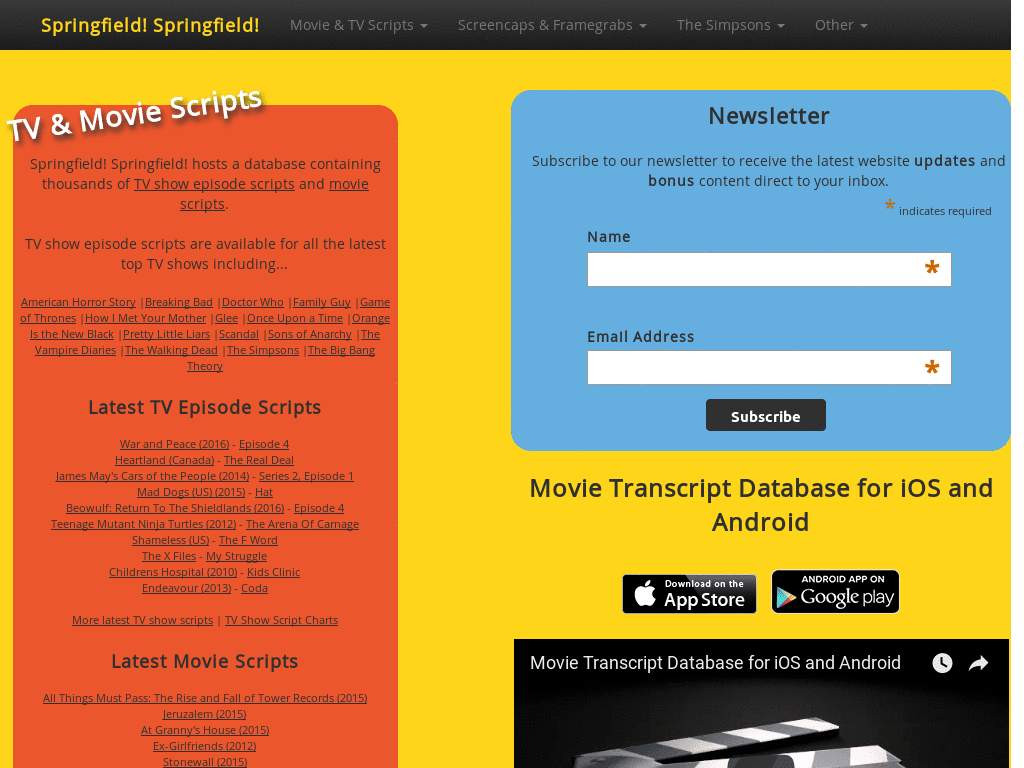 Springfield! Springfield!
Movie & TV Scripts
Screencaps & Framegrabs
The Simpsons
Other
TV & Movie Scripts
Springfield! Springfield! hosts a database containing
thousands of TV show episode scripts and movie
scripts.
TV show episode scripts are available for all the latest
top TV shows including...
American Horror Story |Breaking Bad |Doctor Who |Family Guy |Game
of Thrones |How I Met Your Mother |Glee |Once Upon a Time |Orange
Is the New Black |Pretty Little Liars |Scandal |Sons of Anarchy |The
Vampire Diaries |The Walking Dead |The Simpsons |The Big Bang
Theory
Latest TV Episode Scripts
War and Peace (2016) - Episode 4
Heartland (Canada) - The Real Deal
James May's Cars of the People (2014) - Series 2, Episode 1
Mad Dogs (US) (2015) - Hat
Beowulf: Return To The Shieldlands (2016) - Episode 4
Teenage Mutant Ninja Turtles (2012) - The Arena Of Carnage
Shameless (US) - The F Word
The X Files - My Struggle
Childrens Hospital (2010) - Kids Clinic
Endeavour (2013) - Coda
More latest TV show scripts | TV Show Script Charts
Latest Movie Scripts
All Things Must Pass: The Rise and Fall of Tower Records (2015)
Jeruzalem (2015)
At Granny's House (2015)
Ex-Girlfriends (2012)
Stonewall (2015)
Newsletter
Subscribe to our newsletter to receive the latest website updates and
bonus content direct to your inbox.
* indicates required
Name
*
Email Address
*
Subscribe
Movie Transcript Database for iOS and
Android
Download on the
App Store
ANDROID APP ON
Google play
Movie Transcript Database for iOS and Android